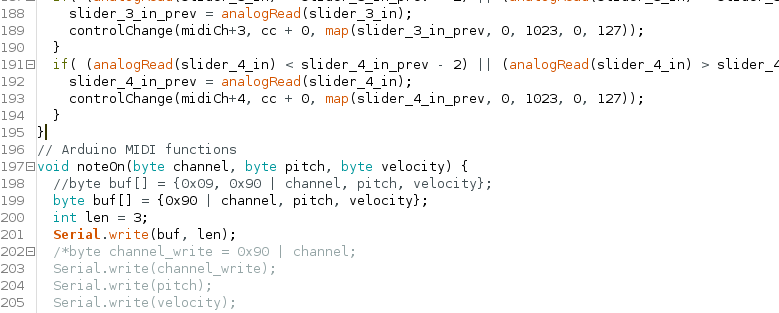 188 slider_3_in_prev = analogRead(slider_3_in);
189 controlChange(midiCh+3, cc + 0, map(slider_3_in_prev, 0, 1023, 0, 127));
190 }
191 if( (analogRead(slider_4_in) < slider_4_in_prev - 2) || (analogRead(slider_4_in) > slider_4
192 slider_4_in_prev = analogRead(slider_4_in);
193 controlChange(midiCh+4, cc + 0, map(slider_4_in_prev, 0, 1023, 0, 127));
194 }
195 }
196 // Arduino MIDI functions
197 void noteOn(byte channel, byte pitch, byte velocity) {
198 //byte buf[] = {0x09, 0x90 | channel, pitch, velocity};
199 byte buf[] = {0x90 | channel, pitch, velocity};
200 int len = 3;
201 Serial.write(buf, len);
202 /*byte channel_write = 0x90 | channel;
203 Serial.write(channel_write);
204 Serial.write(pitch);
205 Serial.write(velocity);